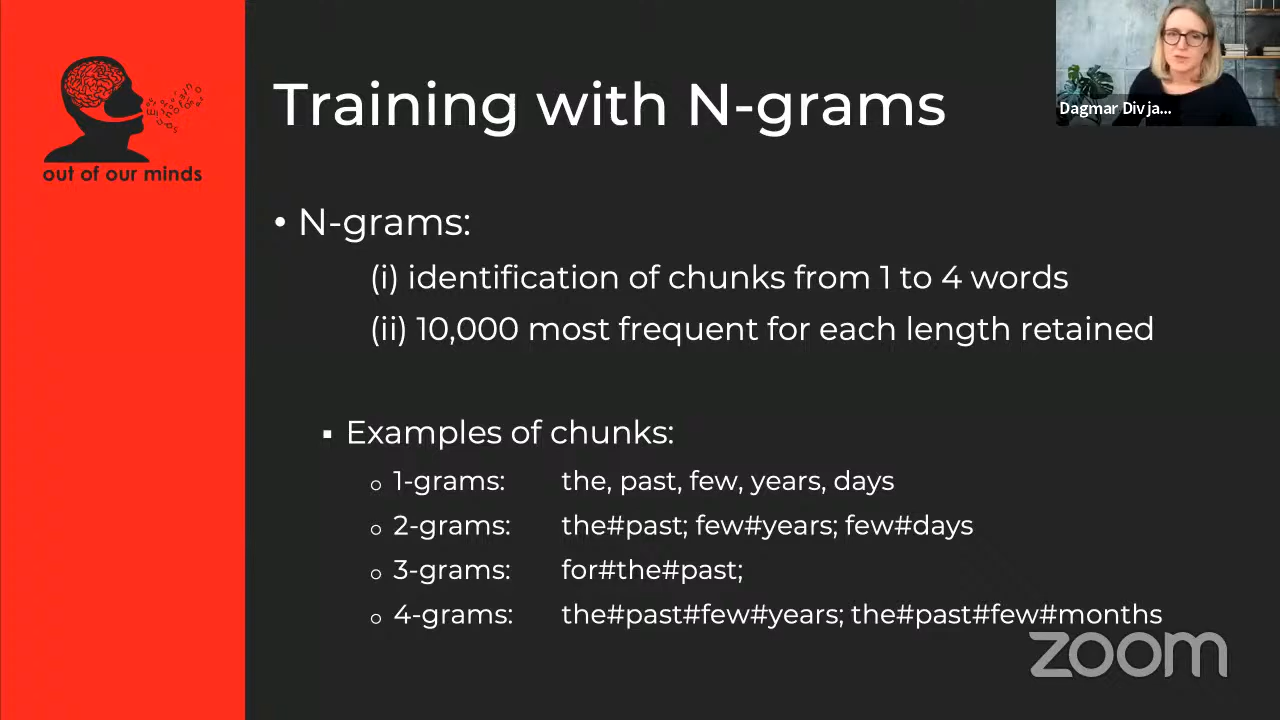 Training with N-grams
Dagmar Divja...
out of our minds
• N-grams:
(i) identification of chunks from 1 to 4 words
(ii) 10,000 most frequent for each length retained
▪ Examples of chunks:
o 1-grams: the, past, few, years, days
o 2-grams: the#past; few#years; few#days
o 3-grams: for#the#past;
o 4-grams: the#past#few#years; the#past#few#months
zoom